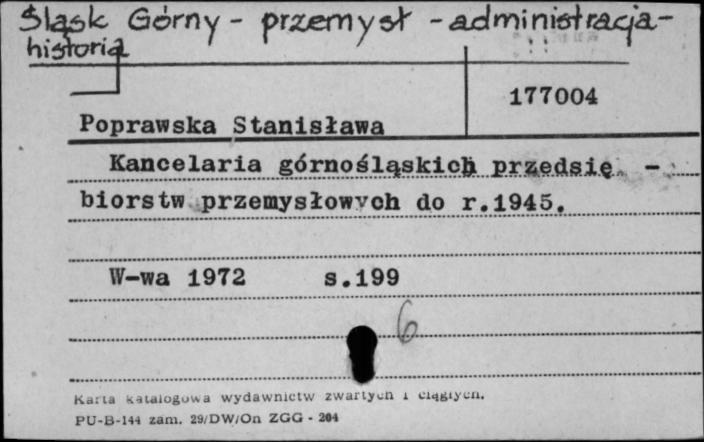 Śląsk Górny - przemysł - administracja -
historia
177004
Poprawska Stanisława
Kancelaria górnośląskich przedsię -
biorstw przemysłowych do r.1945.
W-wa 1972 s.199
6
Karta katalogowa wydawnictw zwartych i ciągłych.
PU-B-144 zam. 29/DW/On ZGG - 204